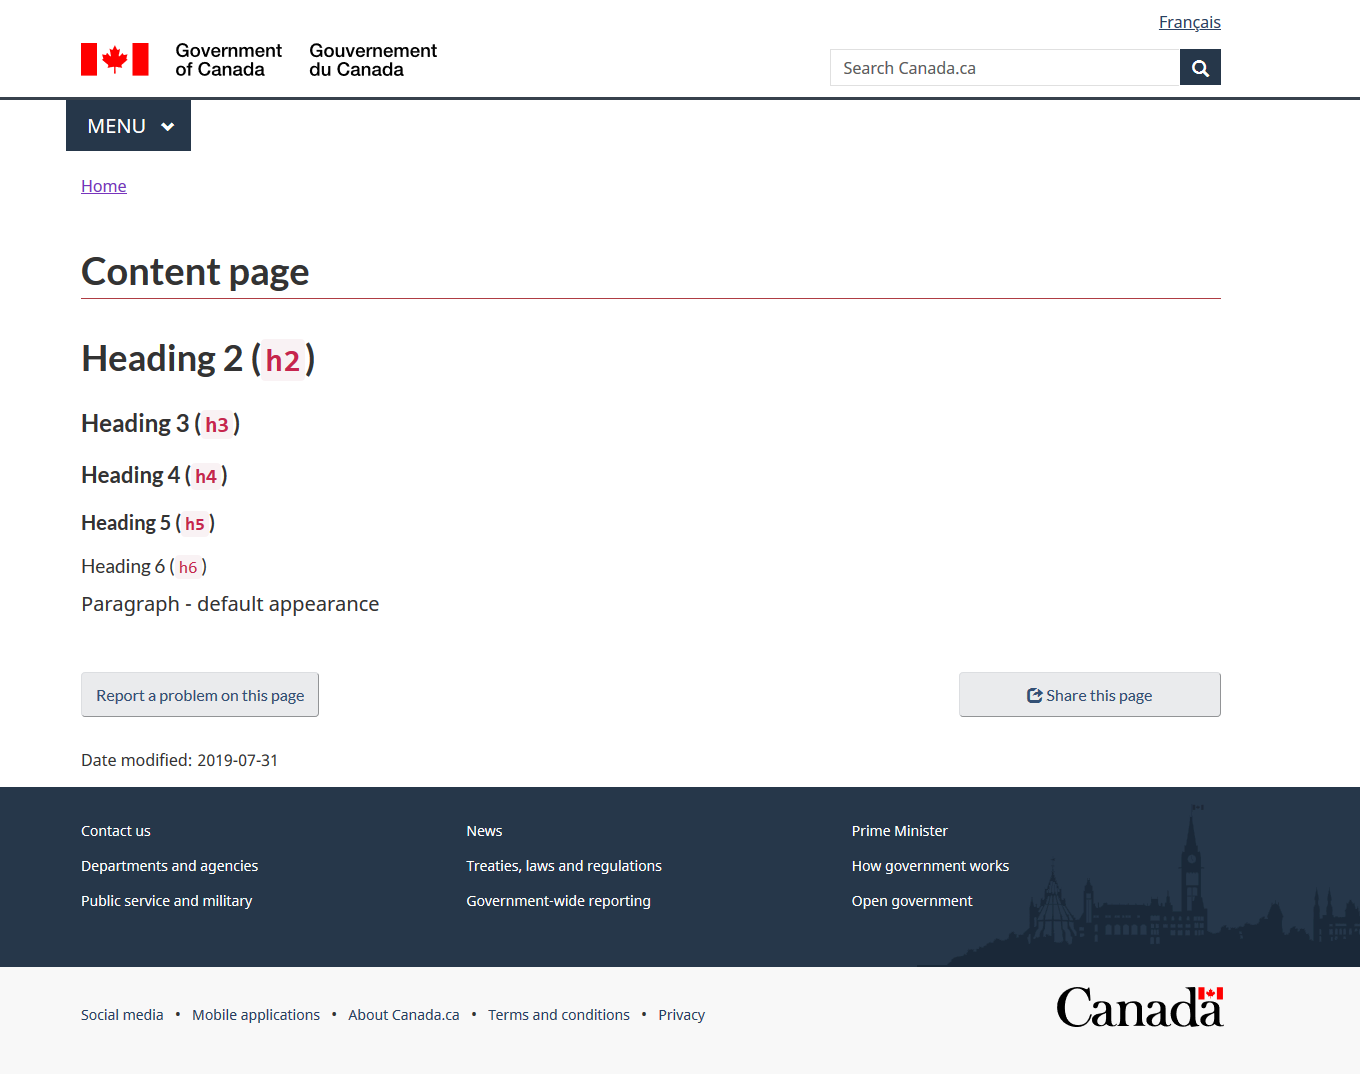 Français
Government
of Canada
Gouvernement
du Canada
Search Canada.ca
MENU
Home
Content page
Heading 2 (h2)
Heading 3 (h3)
Heading 4 (h4)
Heading 5 (h5)
Heading 6 (h6)
Paragraph - default appearance
Report a problem on this page
Share this page
Date modified: 2019-07-31
Contact us
News
Prime Minister
Departments and agencies
Treaties, laws and regulations
How government works
Public service and military
Government-wide reporting
Open government
Social media • Mobile applications • About Canada.ca • Terms and conditions • Privacy
Canada